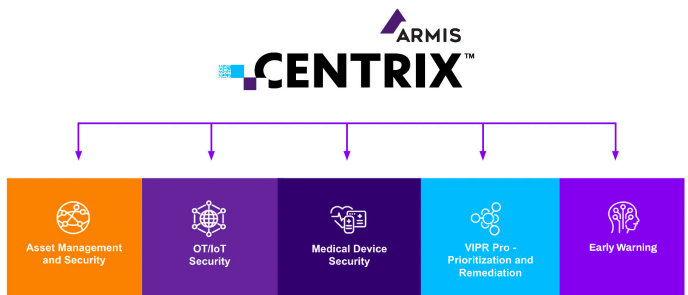 ARMIS
CENTRIX™
Asset Management
and Security
OT/IoT
Security
Medical Device
Security
VIPR Pro -
Prioritization and
Remediation
Early Warning